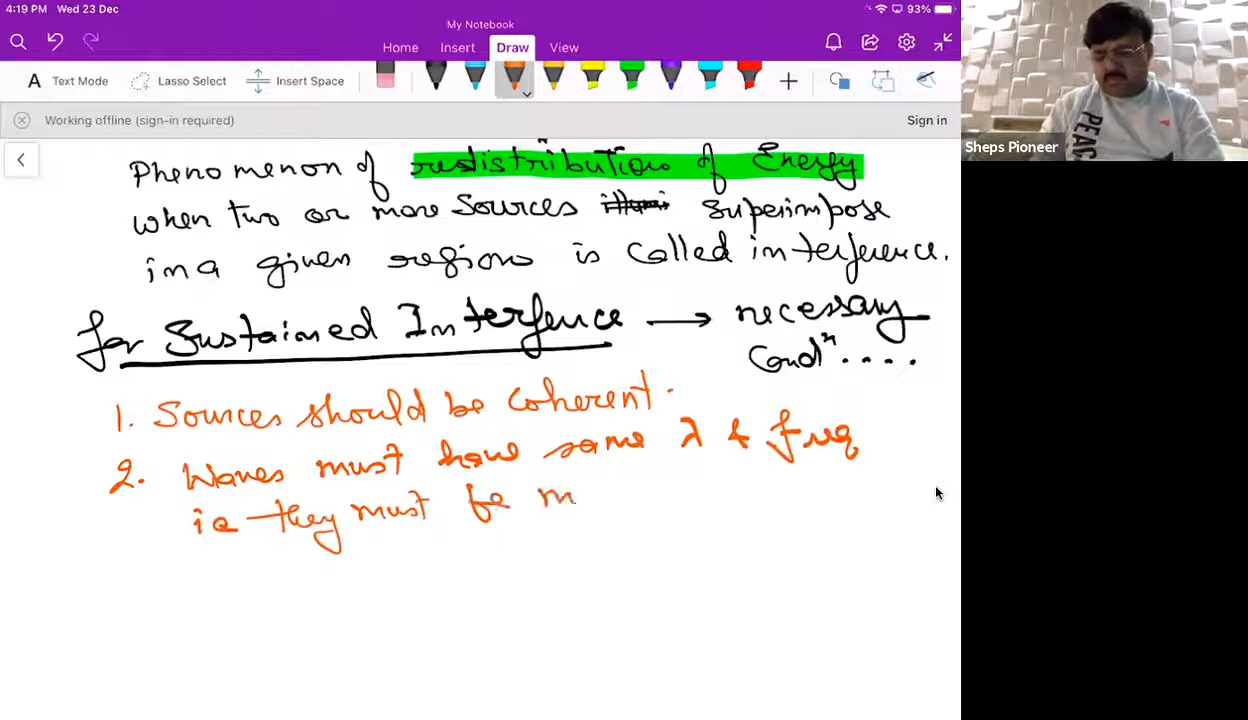 4:19 PM Wed 23 Dec
93%
My Notebook
Home Insert Draw View
A Text Mode Lasso Select Insert Space
Working offline (sign-in required) Sign in
Sheps Pioneer
Phenomenon of redistribution of Energy
when two or more sources superimpose
in a given region is called interference.
for Sustained Interfence → necessary
Condⁿ ....
1. Sources should be coherent.
2. Waves must have same λ & freq
ie they must be m
PEAC